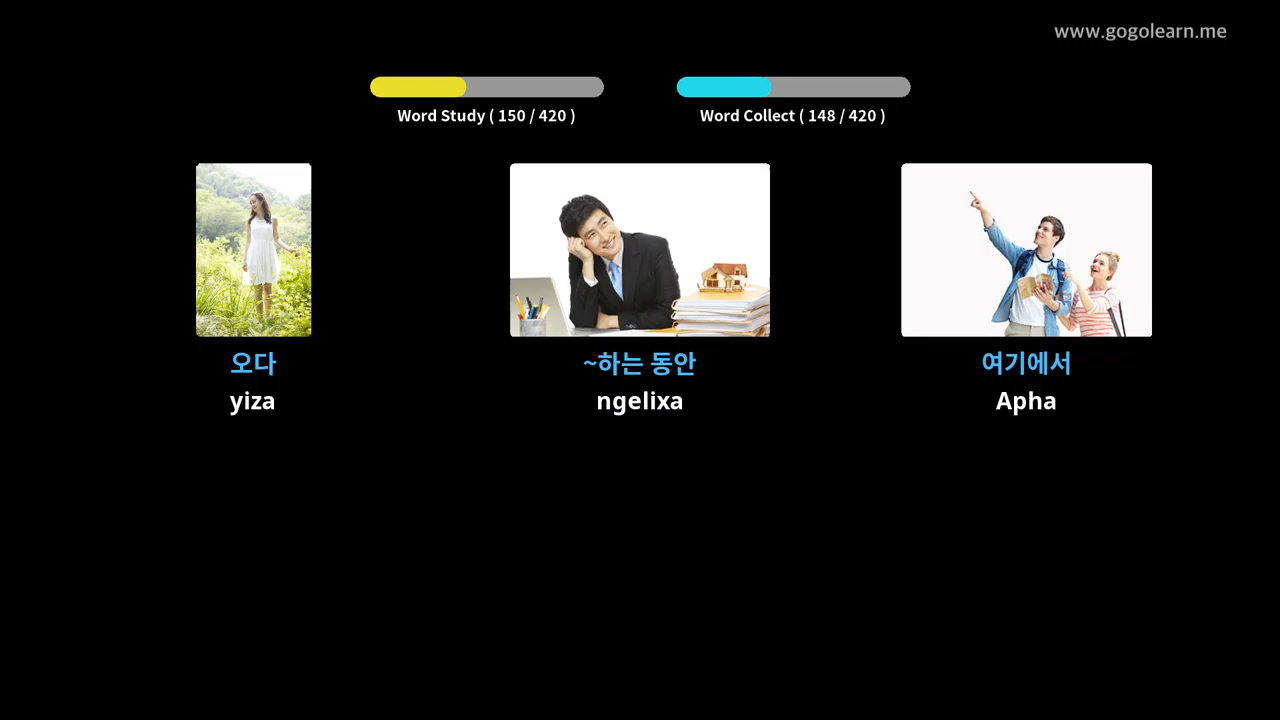 www.gogolearn.me
Word Study ( 150 / 420 )
Word Collect ( 148 / 420 )
오다
~하는 동안
여기에서
yiza
ngelixa
Apha